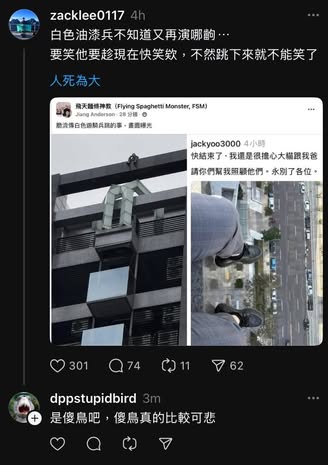 zacklee0117 4h
白色油漆兵不知道又再演哪齣⋯
要笑他要趁現在快笑欸，不然跳下來就不能笑了
人死為大
飛天麵條神教（Flying Spaghetti Monster, FSM)
Jiang Anderson · 28 分鐘
脆流傳白色遊騎兵跳的事。畫面曝光
jackyoo3000 4小時
快結束了，我還是很擔心大貓跟我爸
請你們幫我照顧他們。永別了各位。
301 74 11 62
dppstupidbird 3m
是傻鳥吧，傻鳥真的比較可悲